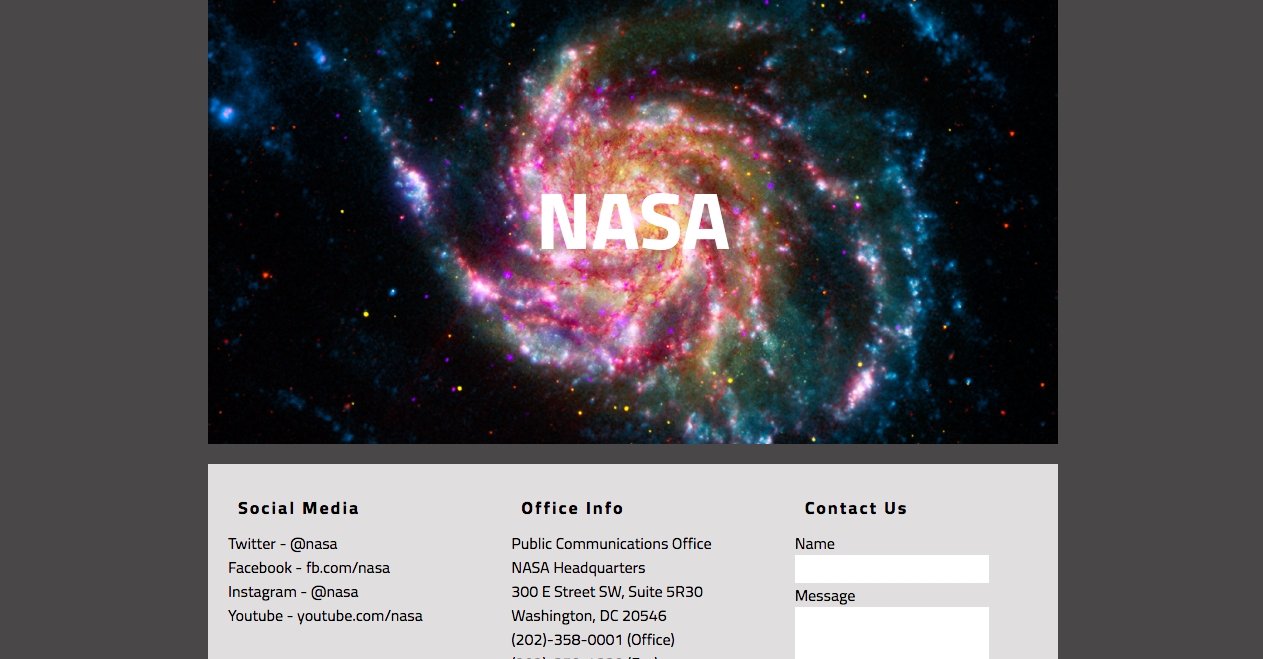 NASA
Social Media
Twitter - @nasa
Facebook - fb.com/nasa
Instagram - @nasa
Youtube - youtube.com/nasa
Office Info
Public Communications Office
NASA Headquarters
300 E Street SW, Suite 5R30
Washington, DC 20546
(202)-358-0001 (Office)
Contact Us
Name
Message